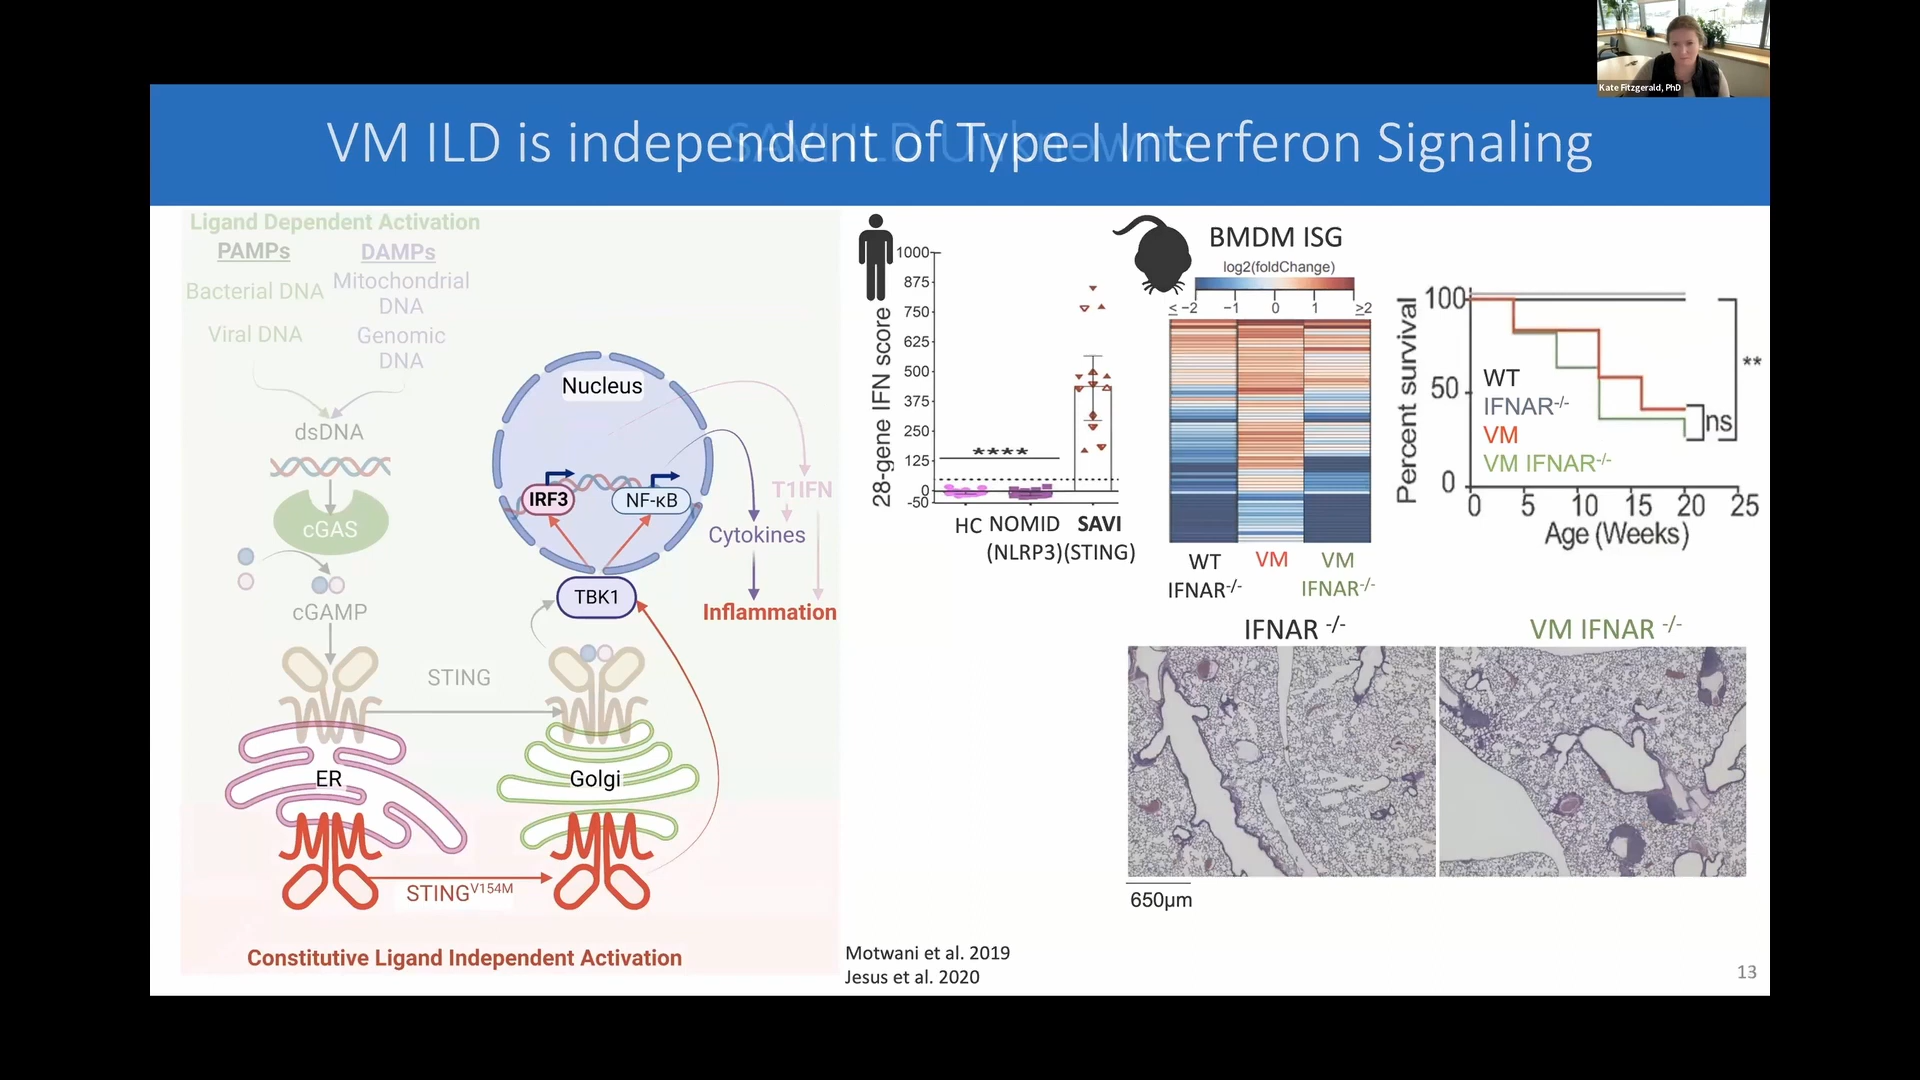 Kate Fitzgerald, PhD
VM ILD is independent of Type-I Interferon Signaling
Ligand Dependent Activation
PAMPs
DAMPs
Bacterial DNA
Mitochondrial
DNA
Viral DNA
Genomic
DNA
dsDNA
cGAS
cGAMP
STING
ER
STINGV154M
Constitutive Ligand Independent Activation
Nucleus
IRF3
NF-κB
TBK1
Golgi
T1IFN
Cytokines
Inflammation
28-gene IFN score
1000
875
750
625
500
375
250
125
0
-50
****
HC
NOMID
(NLRP3)
SAVI
(STING)
BMDM ISG
log2(foldChange)
≤ -2
-1
0
1
≥2
WT
IFNAR-/-
VM
VM
IFNAR-/-
Percent survival
100
50
0
WT
IFNAR-/-
VM
VM IFNAR-/-
ns
**
0
5
10
15
20
25
Age (Weeks)
IFNAR -/-
VM IFNAR -/-
650µm
Motwani et al. 2019
Jesus et al. 2020
13